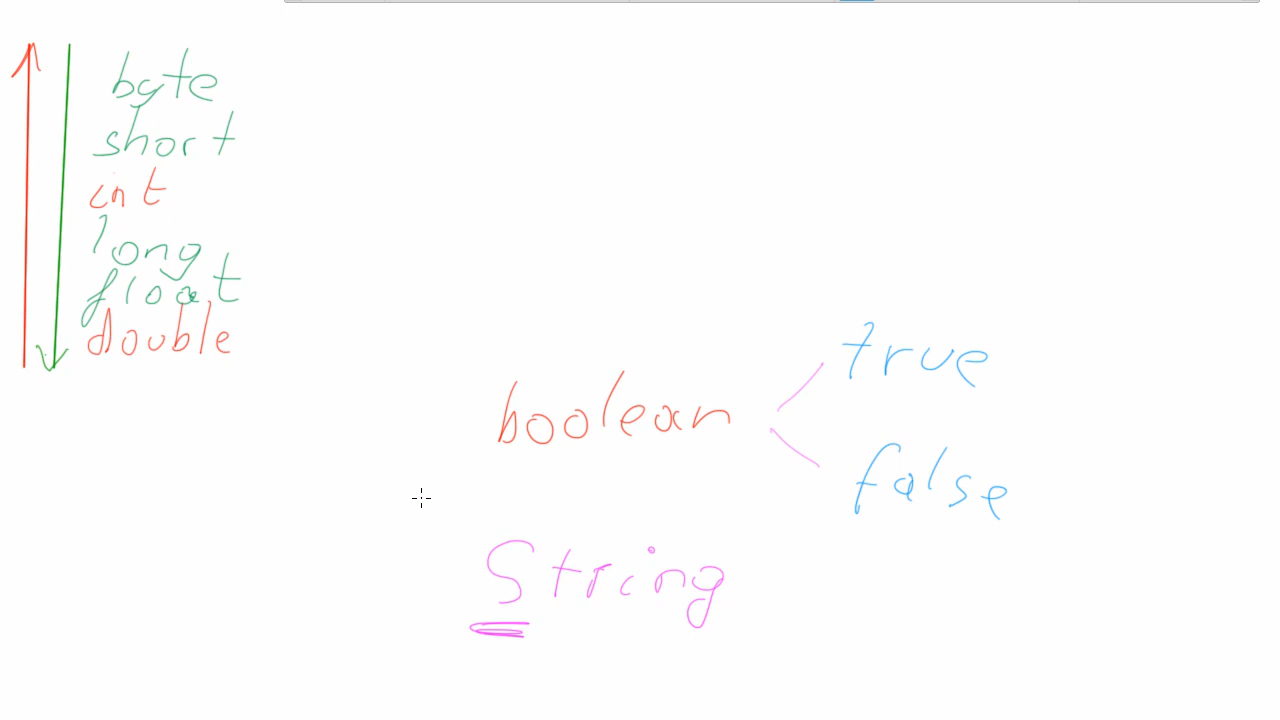 byte
short
int
long
float
double
boolean
true
false
String